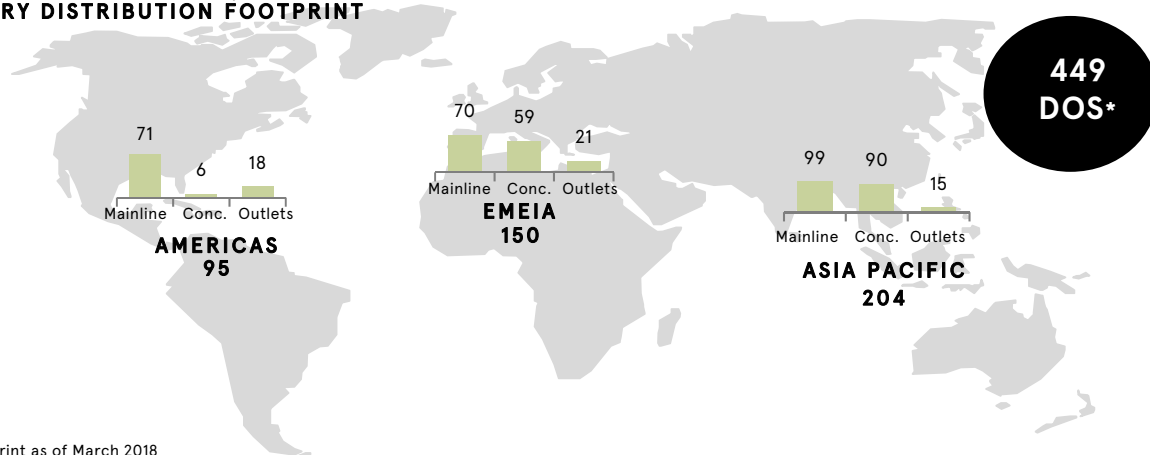 RY DISTRIBUTION FOOTPRINT
449
DOS*
71
6
18
Mainline Conc. Outlets
AMERICAS
95
70
59
21
Mainline Conc. Outlets
EMEIA
150
99
90
15
Mainline Conc. Outlets
ASIA PACIFIC
204
rint as of March 2018